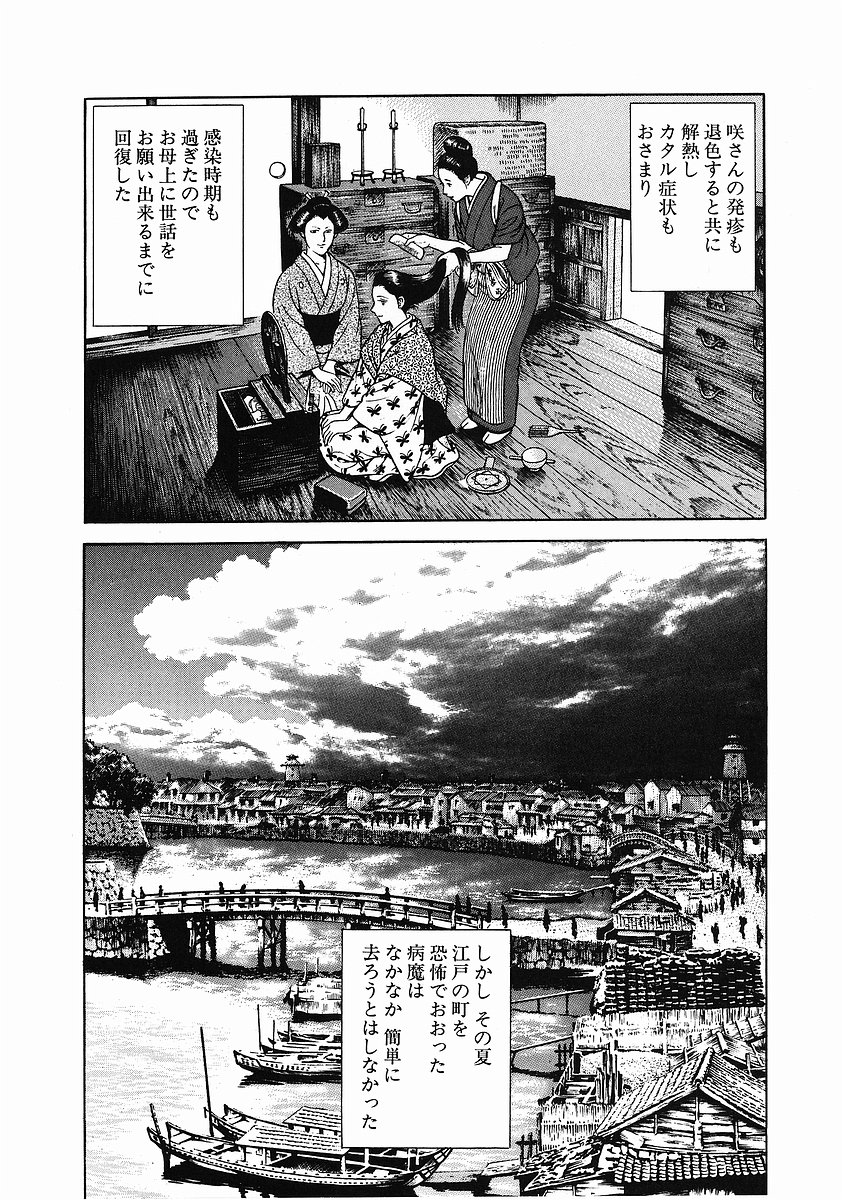 咲さんの発疹も
退色すると共に
解熱し
カタル症状も
おさまり
感染時期も
過ぎたので
お母上に世話を
お願い出来るまでに
回復した
しかし その夏
江戸の町を
恐怖でおおった
病魔は
なかなか 簡単に
去ろうとはしなかった